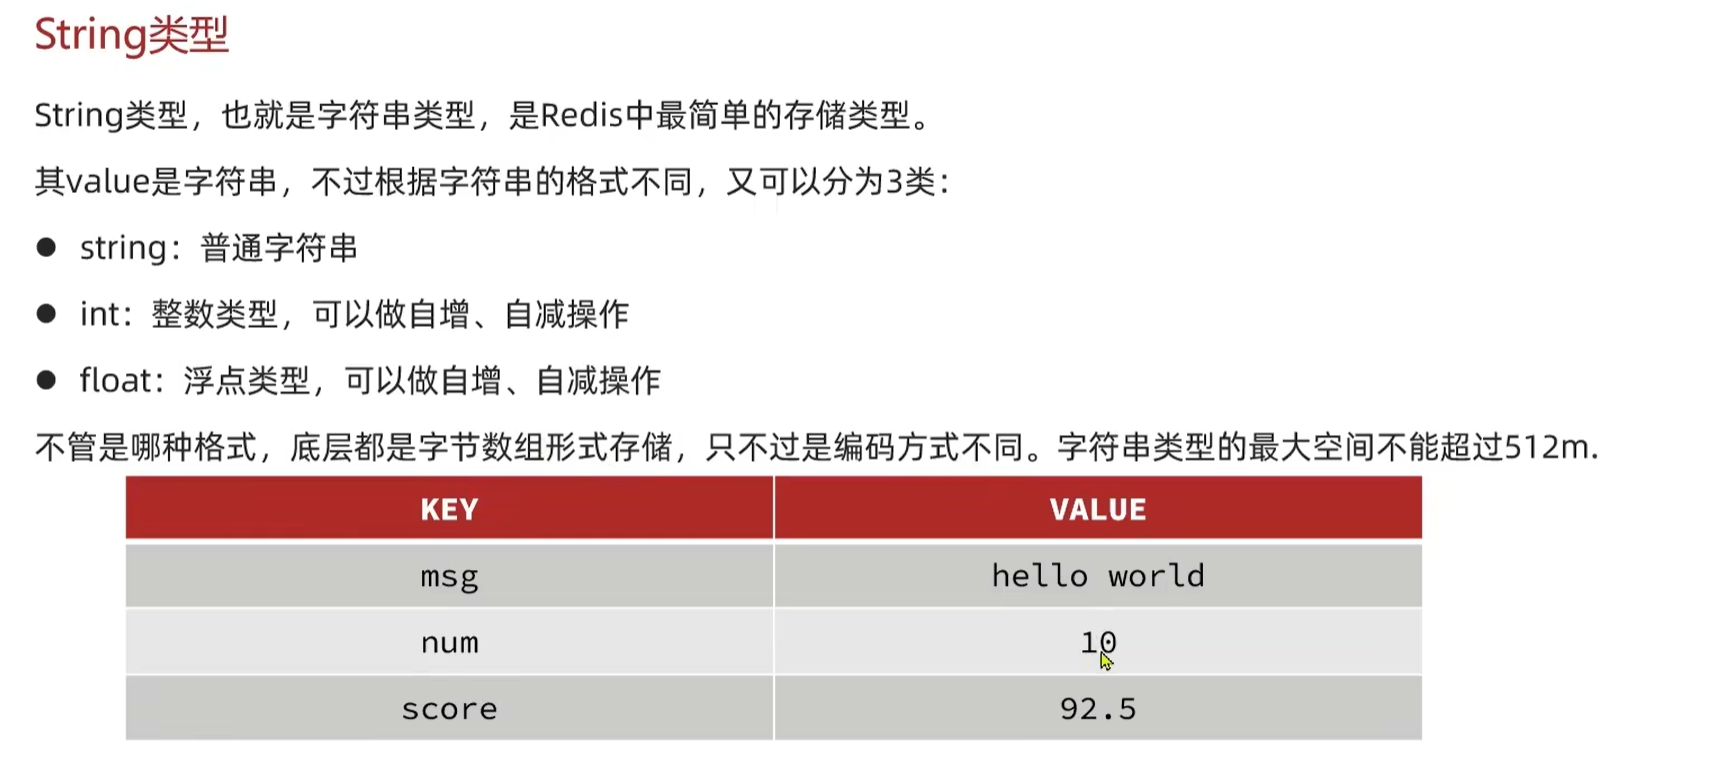 String类型
String类型，也就是字符串类型，是Redis中最简单的存储类型。
其value是字符串，不过根据字符串的格式不同，又可以分为3类：
● string：普通字符串
● int：整数类型，可以做自增、自减操作
● float：浮点类型，可以做自增、自减操作
不管是哪种格式，底层都是字节数组形式存储，只不过是编码方式不同。字符串类型的最大空间不能超过512m.
KEY VALUE
msg hello world
num 10
score 92.5